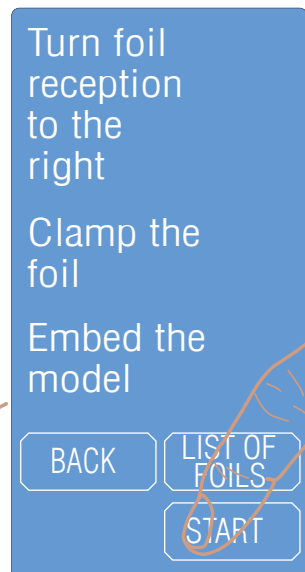 Turn foil
reception
to the
right
Clamp the
foil
Embed the
model
BACK
LIST OF
FOILS
START